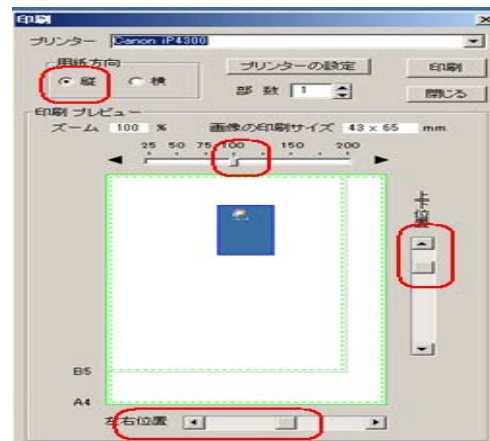 印刷
プリンター Canon iP4300
用紙方向
縦 横
プリンターの設定
印刷
部 数 1
閉じる
印刷 プレビュー
ズーム 100 % 画像の印刷サイズ 43 × 65 mm
25 50 75 100 150 200
上下位置
B5
A4
左右位置